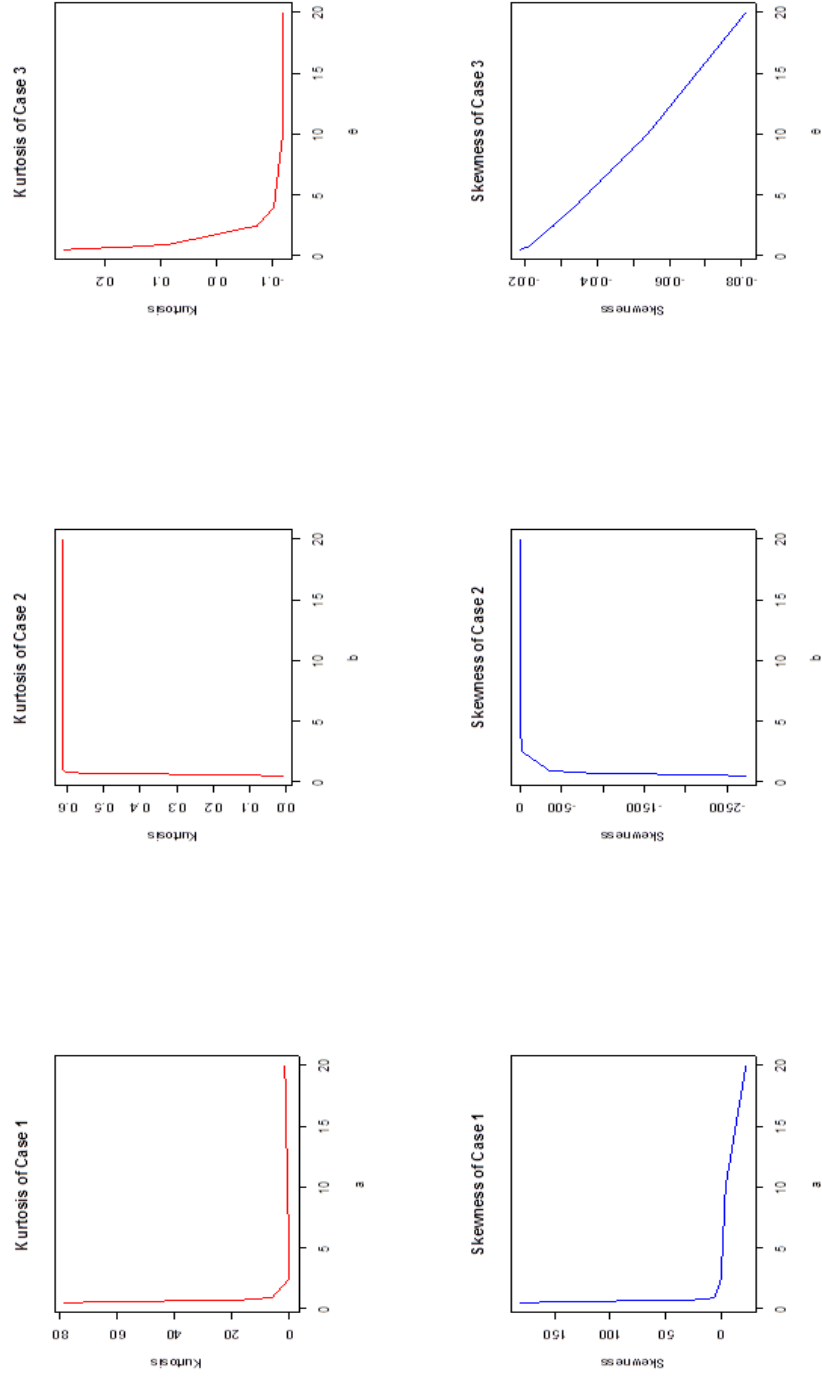 Kurtosis of Case 1
Kurtosis
80
60
40
20
0
0 5 10 15 20
a
Kurtosis of Case 2
Kurtosis
0.6
0.5
0.4
0.3
0.2
0.1
0.0
0 5 10 15 20
b
Kurtosis of Case 3
Kurtosis
0.2
0.1
0.0
-0.1
0 5 10 15 20
e
Skewness of Case 1
Skewness
150
100
50
0
0 5 10 15 20
a
Skewness of Case 2
Skewness
0
-500
-1500
-2500
0 5 10 15 20
b
Skewness of Case 3
Skewness
-0.02
-0.04
-0.06
-0.08
0 5 10 15 20
e